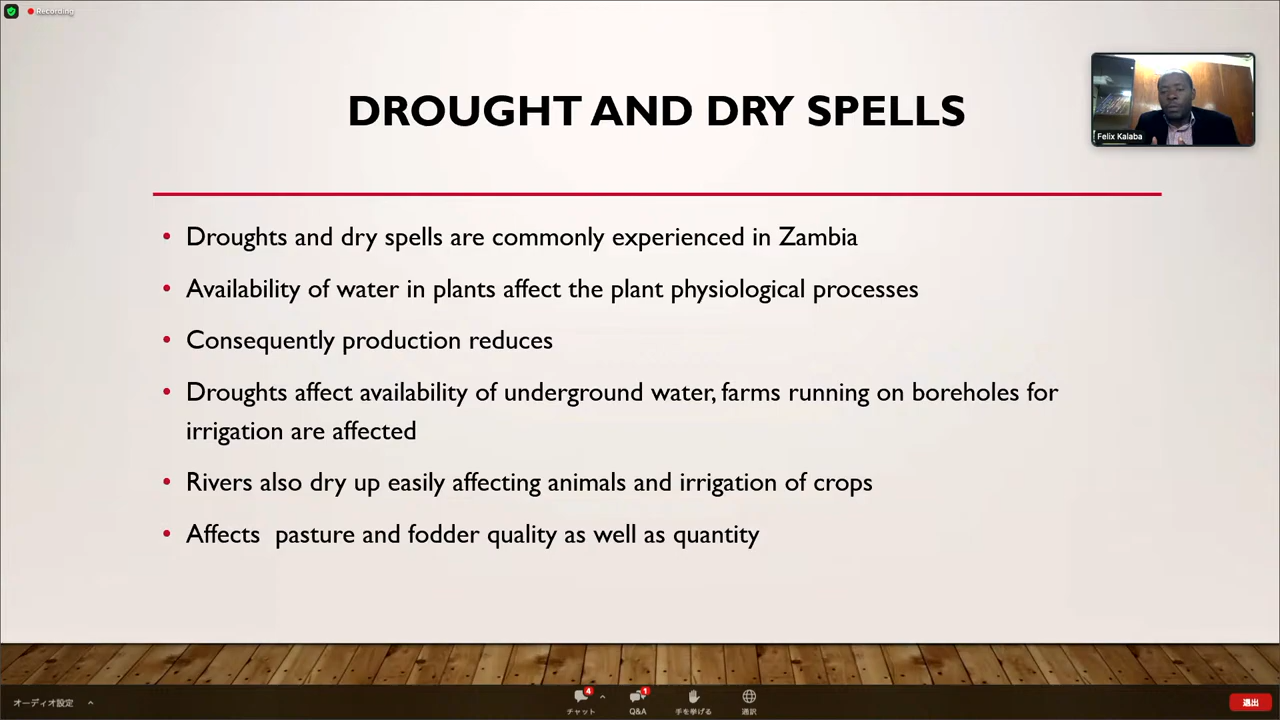 Recording
DROUGHT AND DRY SPELLS
Felix Kalaba
• Droughts and dry spells are commonly experienced in Zambia
• Availability of water in plants affect the plant physiological processes
• Consequently production reduces
• Droughts affect availability of underground water, farms running on boreholes for
irrigation are affected
• Rivers also dry up easily affecting animals and irrigation of crops
• Affects  pasture and fodder quality as well as quantity
オーディオ設定
4
チャット
1
Q&A
手を挙げる
通訳
退出